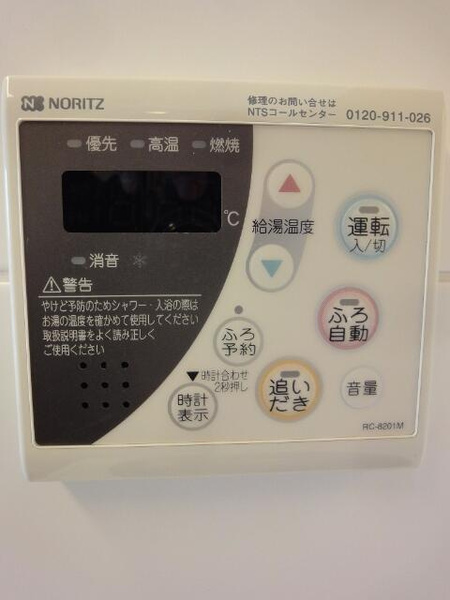 NORITZ
修理のお問い合せは
NTSコールセンター 0120-911-026
優先 高温 燃焼
℃
給湯温度
運転
入/切
消音
警告
やけど予防のためシャワー・入浴の際は
お湯の温度を確かめて使用してください
取扱説明書をよく読み正しく
ご使用ください
ふろ
自動
ふろ
予約
▼時計合わせ
2秒押し
時計
表示
追い
だき
音量
RC-8201M